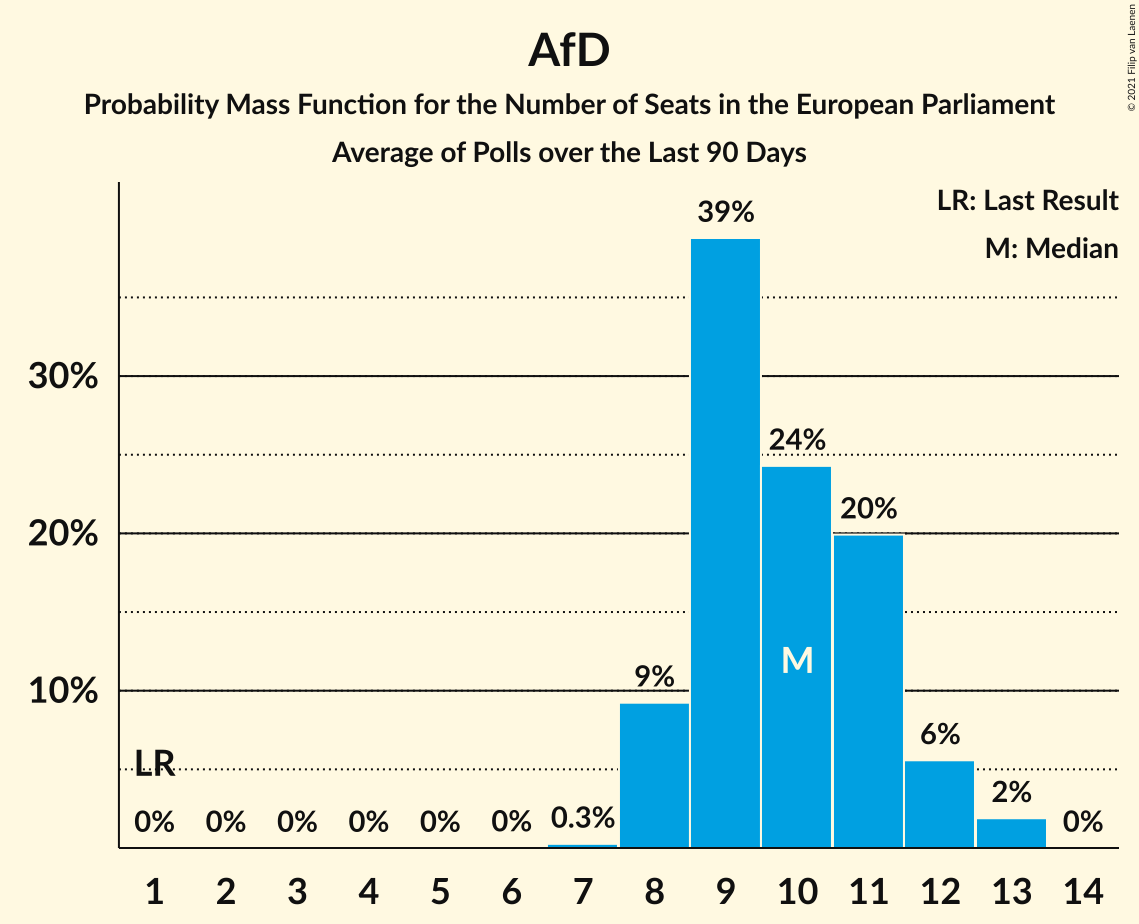 AfD
Probability Mass Function for the Number of Seats in the European Parliament
Average of Polls over the Last 90 Days
© 2021 Filip van Laenen
LR: Last Result
M: Median
39%
30%
24%
20%
20%
M
9%
10%
6%
LR
2%
0% 0% 0% 0% 0% 0% 0.3% 0%
1 2 3 4 5 6 7 8 9 10 11 12 13 14